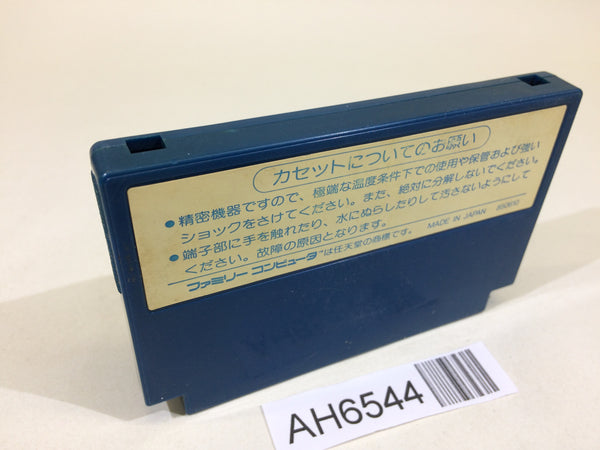 カセットについてのお願い
●精密機器ですので、極端な温度条件下での使用や保管および強い
ショックをさけてください。また、絶対に分解しないでください。
●端子部に手を触れたり、水にぬらしたりして汚さないようにして
ください。故障の原因となります。
ファミリーコンピュータ™は任天堂の商標です。 MADE IN JAPAN
AH6544